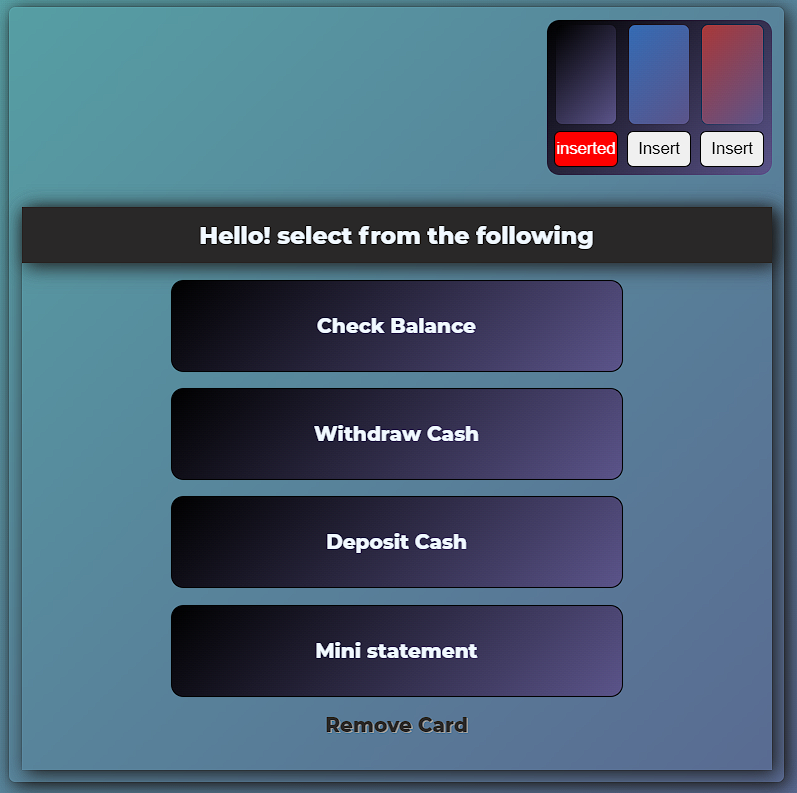 inserted Insert Insert
Hello! select from the following
Check Balance
Withdraw Cash
Deposit Cash
Mini statement
Remove Card